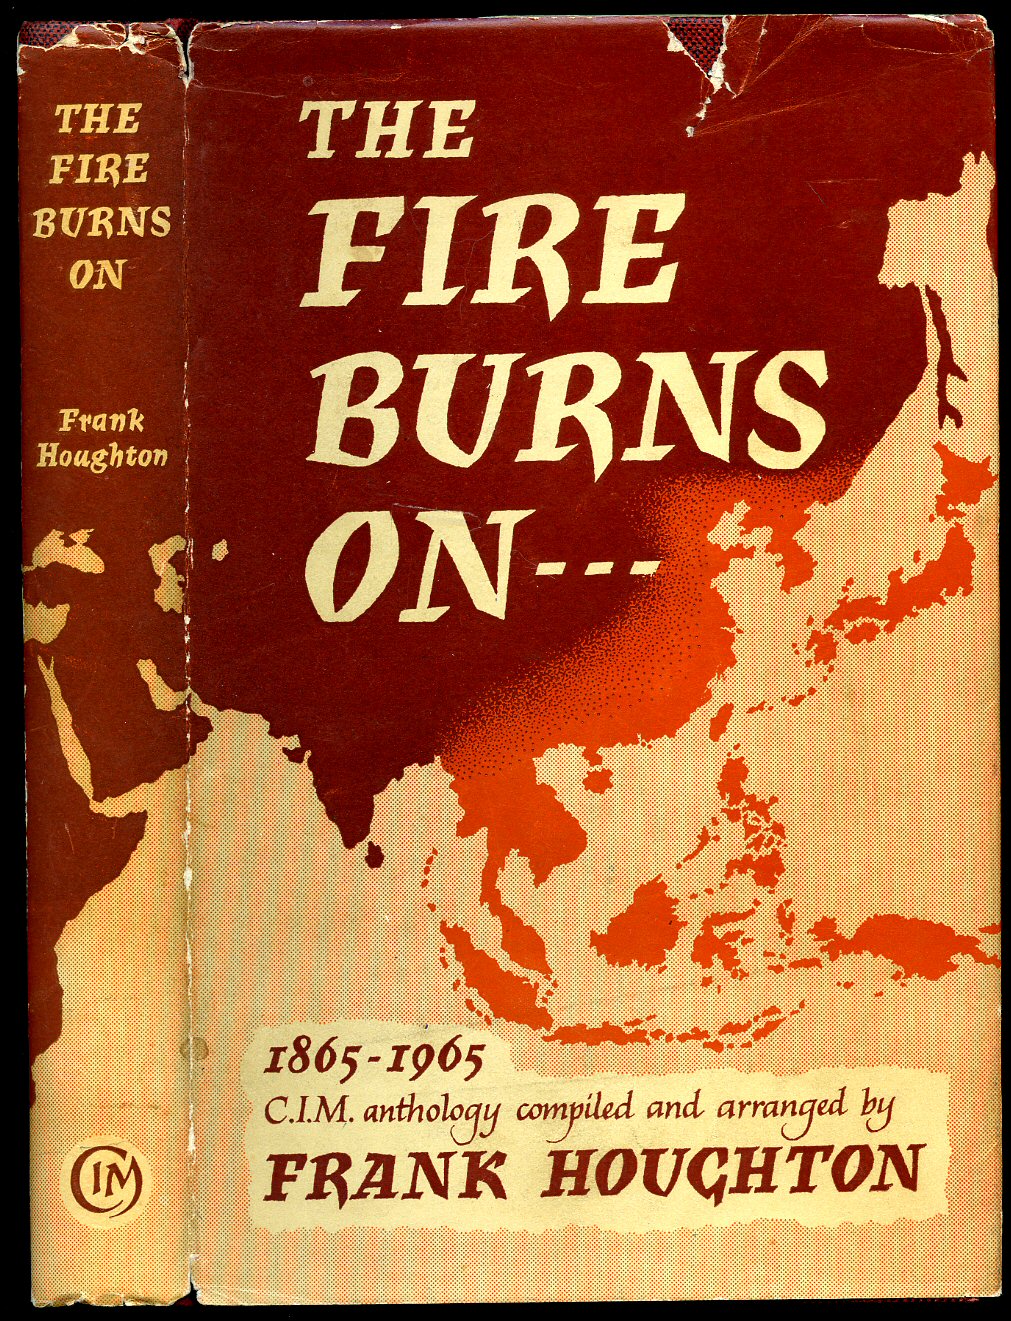 THE
FIRE
BURNS
ON
Frank
Houghton
CIM
THE
FIRE
BURNS
ON---
1865-1965
C.I.M. anthology compiled and arranged by
FRANK HOUGHTON